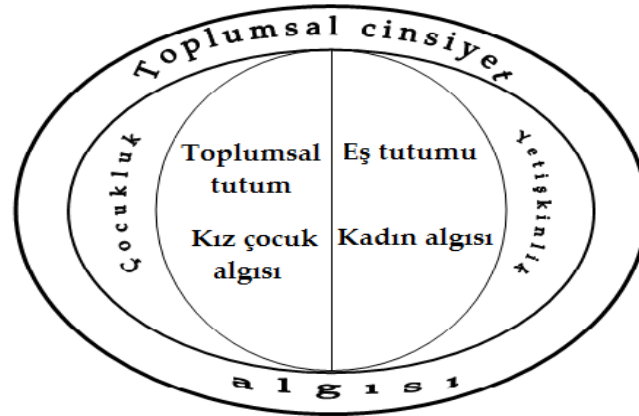 Toplumsal cinsiyet
Çocukluk
Toplumsal
tutum
Kız çocuk
algısı
Eş tutumu
Kadın algısı
Yetişkinlik
algısı